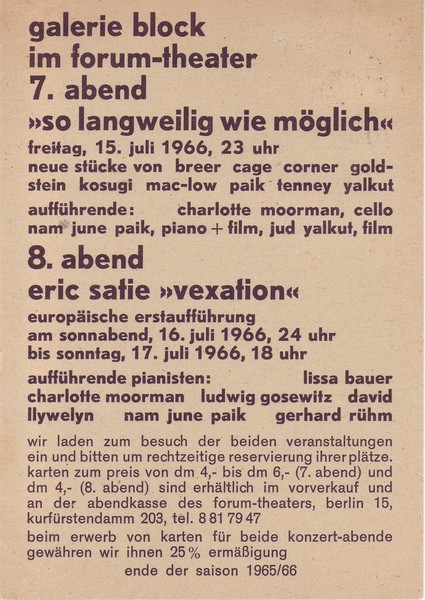 galerie block
im forum-theater
7. abend
»so langweilig wie möglich«
freitag, 15. juli 1966, 23 uhr
neue stücke von breer cage corner gold-
stein kosugi mac-low paik tenney yalkut
aufführende: charlotte moorman, cello
nam june paik, piano + film, jud yalkut, film
8. abend
eric satie »vexation«
europäische erstaufführung
am sonnabend, 16. juli 1966, 24 uhr
bis sonntag, 17. juli 1966, 18 uhr
aufführende pianisten: lissa bauer
charlotte moorman ludwig gosewitz david
llywelyn nam june paik gerhard rühm
wir laden zum besuch der beiden veranstaltungen
ein und bitten um rechtzeitige reservierung ihrer plätze.
karten zum preis von dm 4,- bis dm 6,- (7. abend) und
dm 4,- (8. abend) sind erhältlich im vorverkauf und
an der abendkasse des forum-theaters, berlin 15,
kurfürstendamm 203, tel. 8 81 79 47
beim erwerb von karten für beide konzert-abende
gewähren wir ihnen 25 % ermäßigung
ende der saison 1965/66